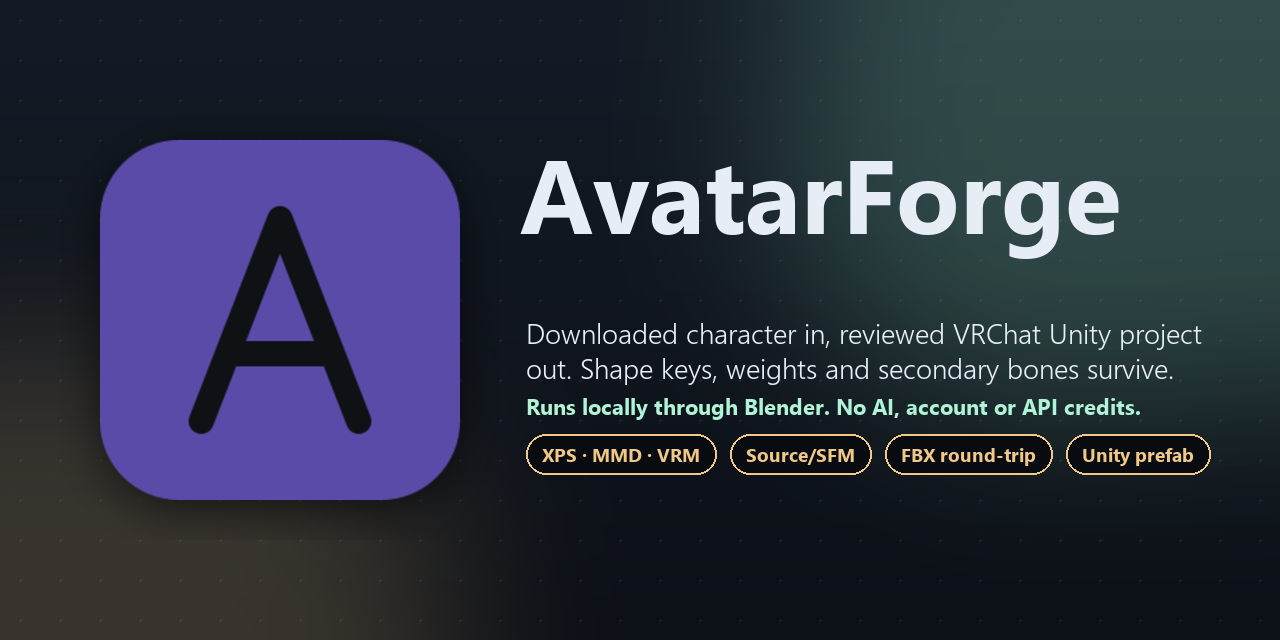 A
AvatarForge
Downloaded character in, reviewed VRChat Unity project
out. Shape keys, weights and secondary bones survive.
Runs locally through Blender. No AI, account or API credits.
XPS · MMD · VRM
Source/SFM
FBX round-trip
Unity prefab